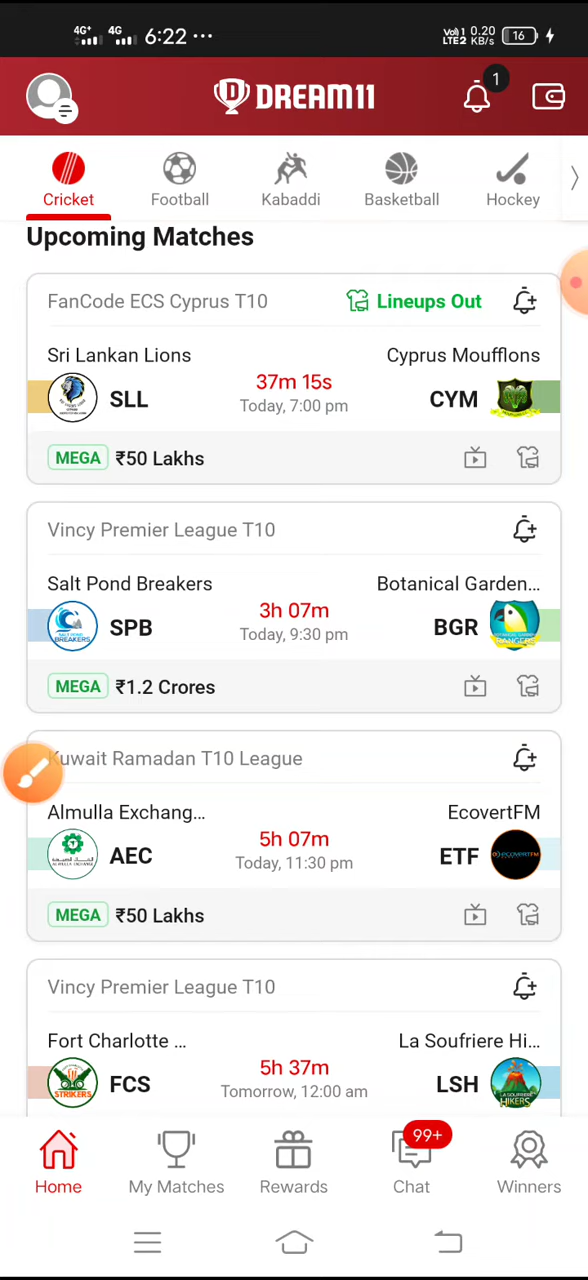 4G+ 4G 6:22 ... Vo) 1 LTE2 0.20 KB/s 16
DREAM11 1
Cricket Football Kabaddi Basketball Hockey
Upcoming Matches
FanCode ECS Cyprus T10 Lineups Out
Sri Lankan Lions Cyprus Moufflons
37m 15s
SLL CYM
Today, 7:00 pm
MEGA ₹50 Lakhs
Vincy Premier League T10
Salt Pond Breakers Botanical Garden...
3h 07m
SPB BGR
Today, 9:30 pm
MEGA ₹1.2 Crores
Kuwait Ramadan T10 League
Almulla Exchang... EcovertFM
5h 07m
AEC ETF
Today, 11:30 pm
MEGA ₹50 Lakhs
Vincy Premier League T10
Fort Charlotte ... La Soufriere Hi...
5h 37m
FCS LSH
Tomorrow, 12:00 am
STRIKERS HIKERS
99+
Home My Matches Rewards Chat Winners